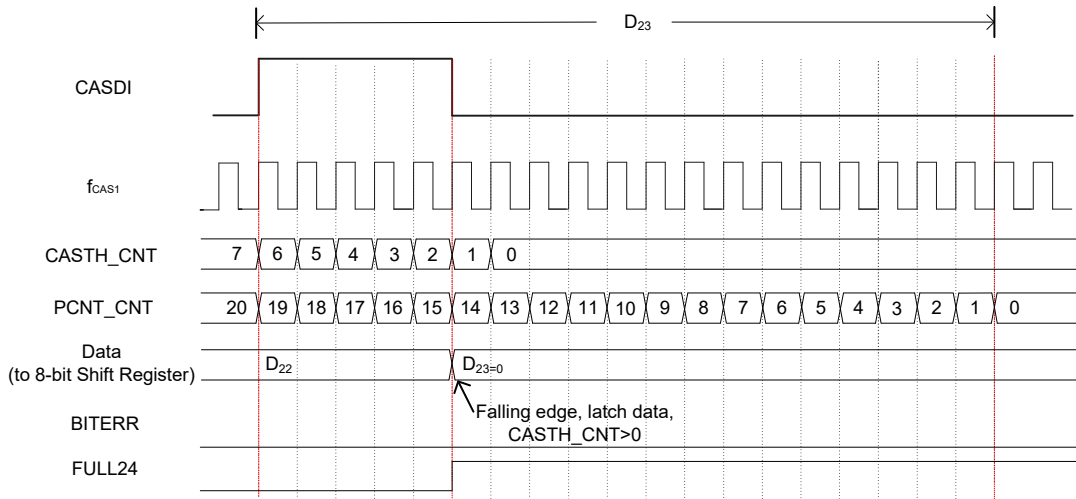 D23
CASDI
fCAS1
CASTH_CNT 7 6 5 4 3 2 1 0
PCNT_CNT 20 19 18 17 16 15 14 13 12 11 10 9 8 7 6 5 4 3 2 1 0
Data
(to 8-bit Shift Register)
D22 D23=0
Falling edge, latch data,
CASTH_CNT>0
BITERR
FULL24